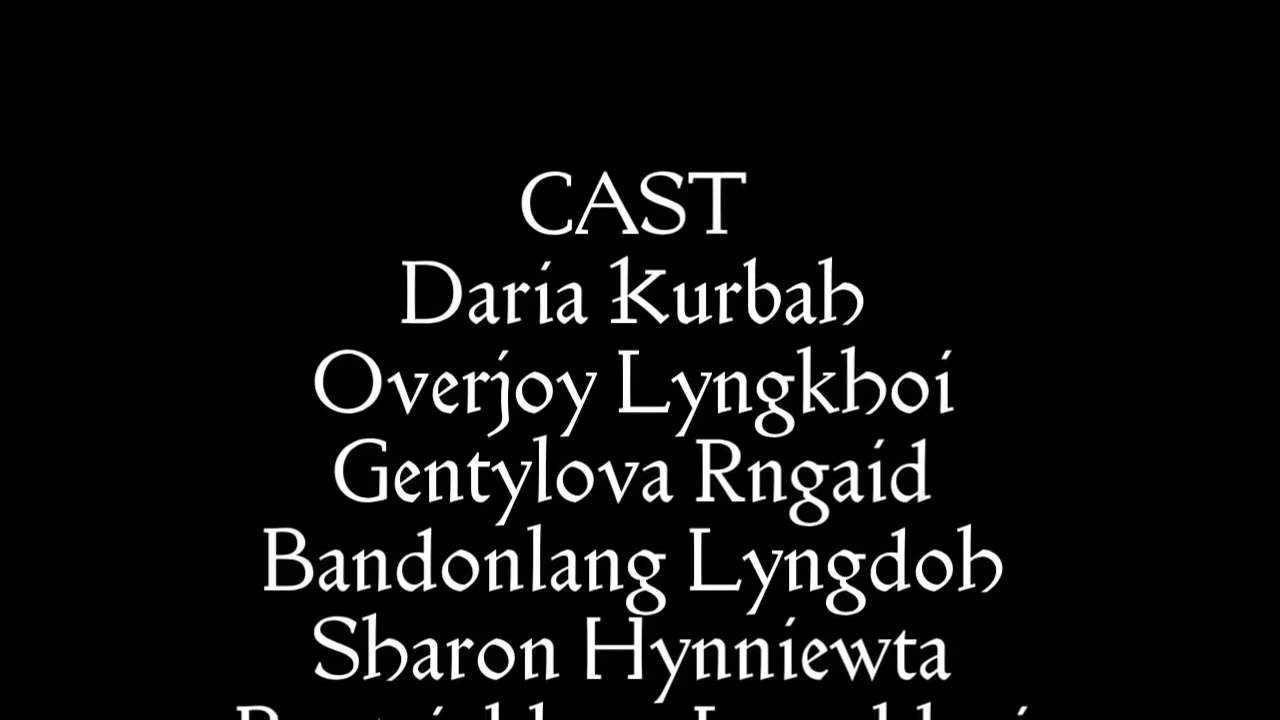 CAST
Daria Kurbah
Overjoy Lyngkhoi
Gentylova Rngaid
Bandonlang Lyngdoh
Sharon Hynniewta